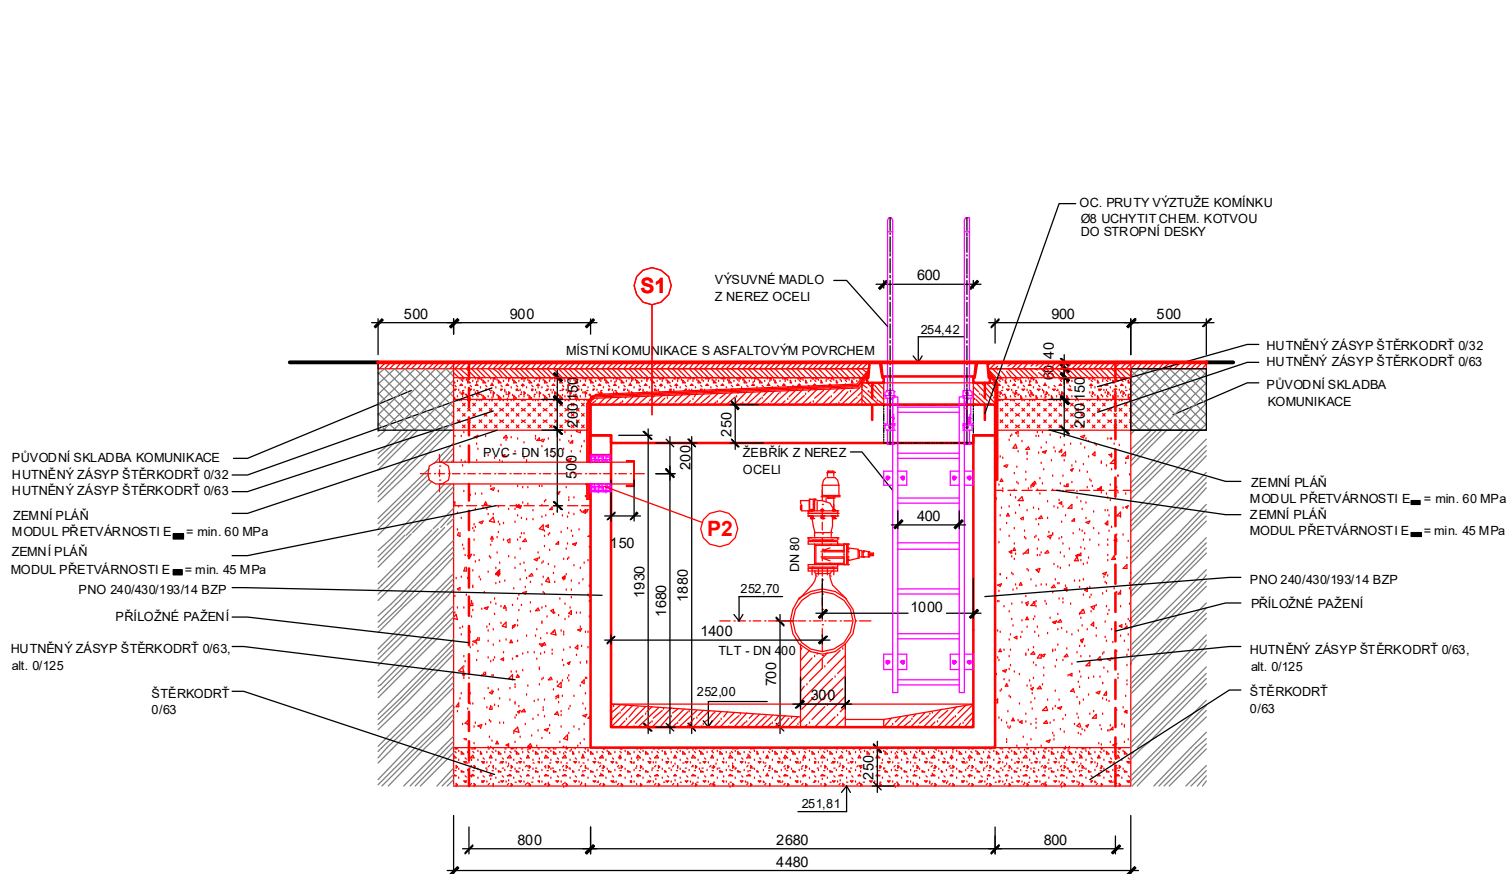 OC. PRUTY VÝZTUŽE KOMÍNKU
Ø8 UCHYTIT CHEM. KOTVOU
DO STROPNÍ DESKY
S1
VÝSUVNÉ MADLO
Z NEREZ OCELI
600
500
900
900
500
254,42
MÍSTNÍ KOMUNIKACE S ASFALTOVÝM POVRCHEM
HUTNĚNÝ ZÁSYP ŠTĚRKODRŤ 0/32
HUTNĚNÝ ZÁSYP ŠTĚRKODRŤ 0/63
PŮVODNÍ SKLADBA
KOMUNIKACE
60
40
150
200
150
200
250
PVC - DN 150
500
200
ŽEBŘÍK Z NEREZ
OCELI
PŮVODNÍ SKLADBA KOMUNIKACE
HUTNĚNÝ ZÁSYP ŠTĚRKODRŤ 0/32
HUTNĚNÝ ZÁSYP ŠTĚRKODRŤ 0/63
ZEMNÍ PLÁŇ
MODUL PŘETVÁRNOSTI E = min. 60 MPa
ZEMNÍ PLÁŇ
MODUL PŘETVÁRNOSTI E = min. 45 MPa
PNO 240/430/193/14 BZP
PŘÍLOŽNÉ PAŽENÍ
HUTNĚNÝ ZÁSYP ŠTĚRKODRŤ 0/63,
alt. 0/125
ŠTĚRKODRŤ
0/63
ZEMNÍ PLÁŇ
MODUL PŘETVÁRNOSTI E = min. 60 MPa
ZEMNÍ PLÁŇ
MODUL PŘETVÁRNOSTI E = min. 45 MPa
PNO 240/430/193/14 BZP
PŘÍLOŽNÉ PAŽENÍ
HUTNĚNÝ ZÁSYP ŠTĚRKODRŤ 0/63,
alt. 0/125
ŠTĚRKODRŤ
0/63
P2
400
150
DN 80
1930
1680
1880
252,70
1000
1400
TLT - DN 400
700
252,00
300
250
251,81
800
2680
800
4480